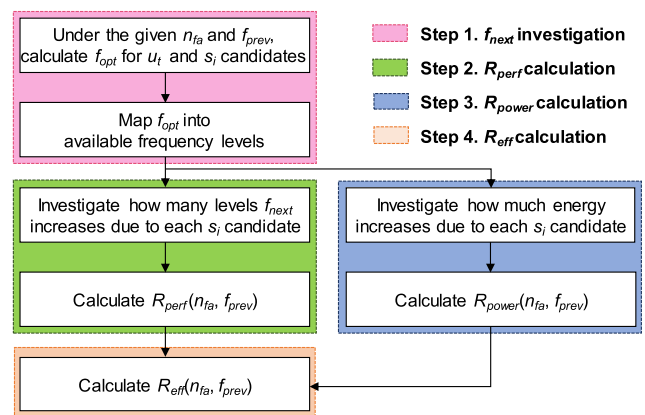 Under the given n_fa and f_prev,
calculate f_opt for u_t and s_i candidates
Map f_opt into
available frequency levels
Step 1. f_next investigation
Step 2. R_perf calculation
Step 3. R_power calculation
Step 4. R_eff calculation
Investigate how many levels f_next
increases due to each s_i candidate
Investigate how much energy
increases due to each s_i candidate
Calculate R_perf(n_fa, f_prev)
Calculate R_power(n_fa, f_prev)
Calculate R_eff(n_fa, f_prev)